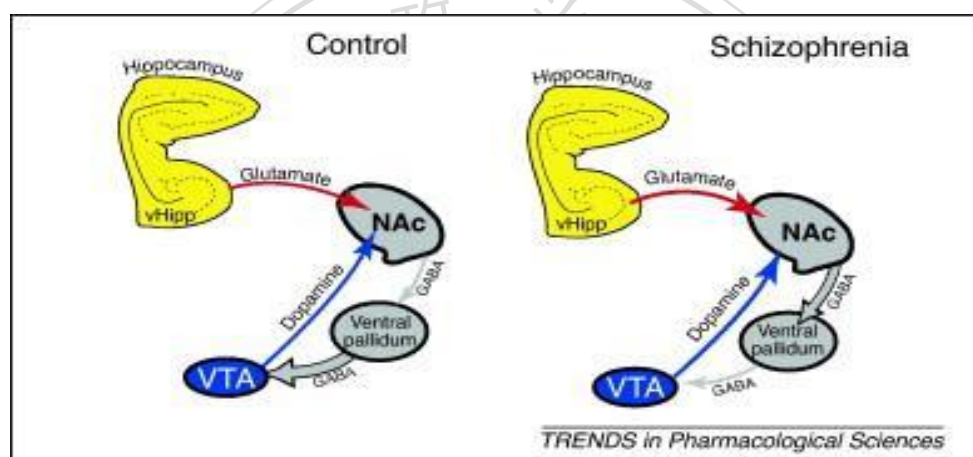 Control
Hippocampus
Glutamate
vHipp
NAc
Dopamine
GABA
Ventral
pallidum
VTA
GABA
Schizophrenia
Hippocampus
Glutamate
vHipp
NAc
Dopamine
GABA
Ventral
pallidum
VTA
GABA
TRENDS in Pharmacological Sciences